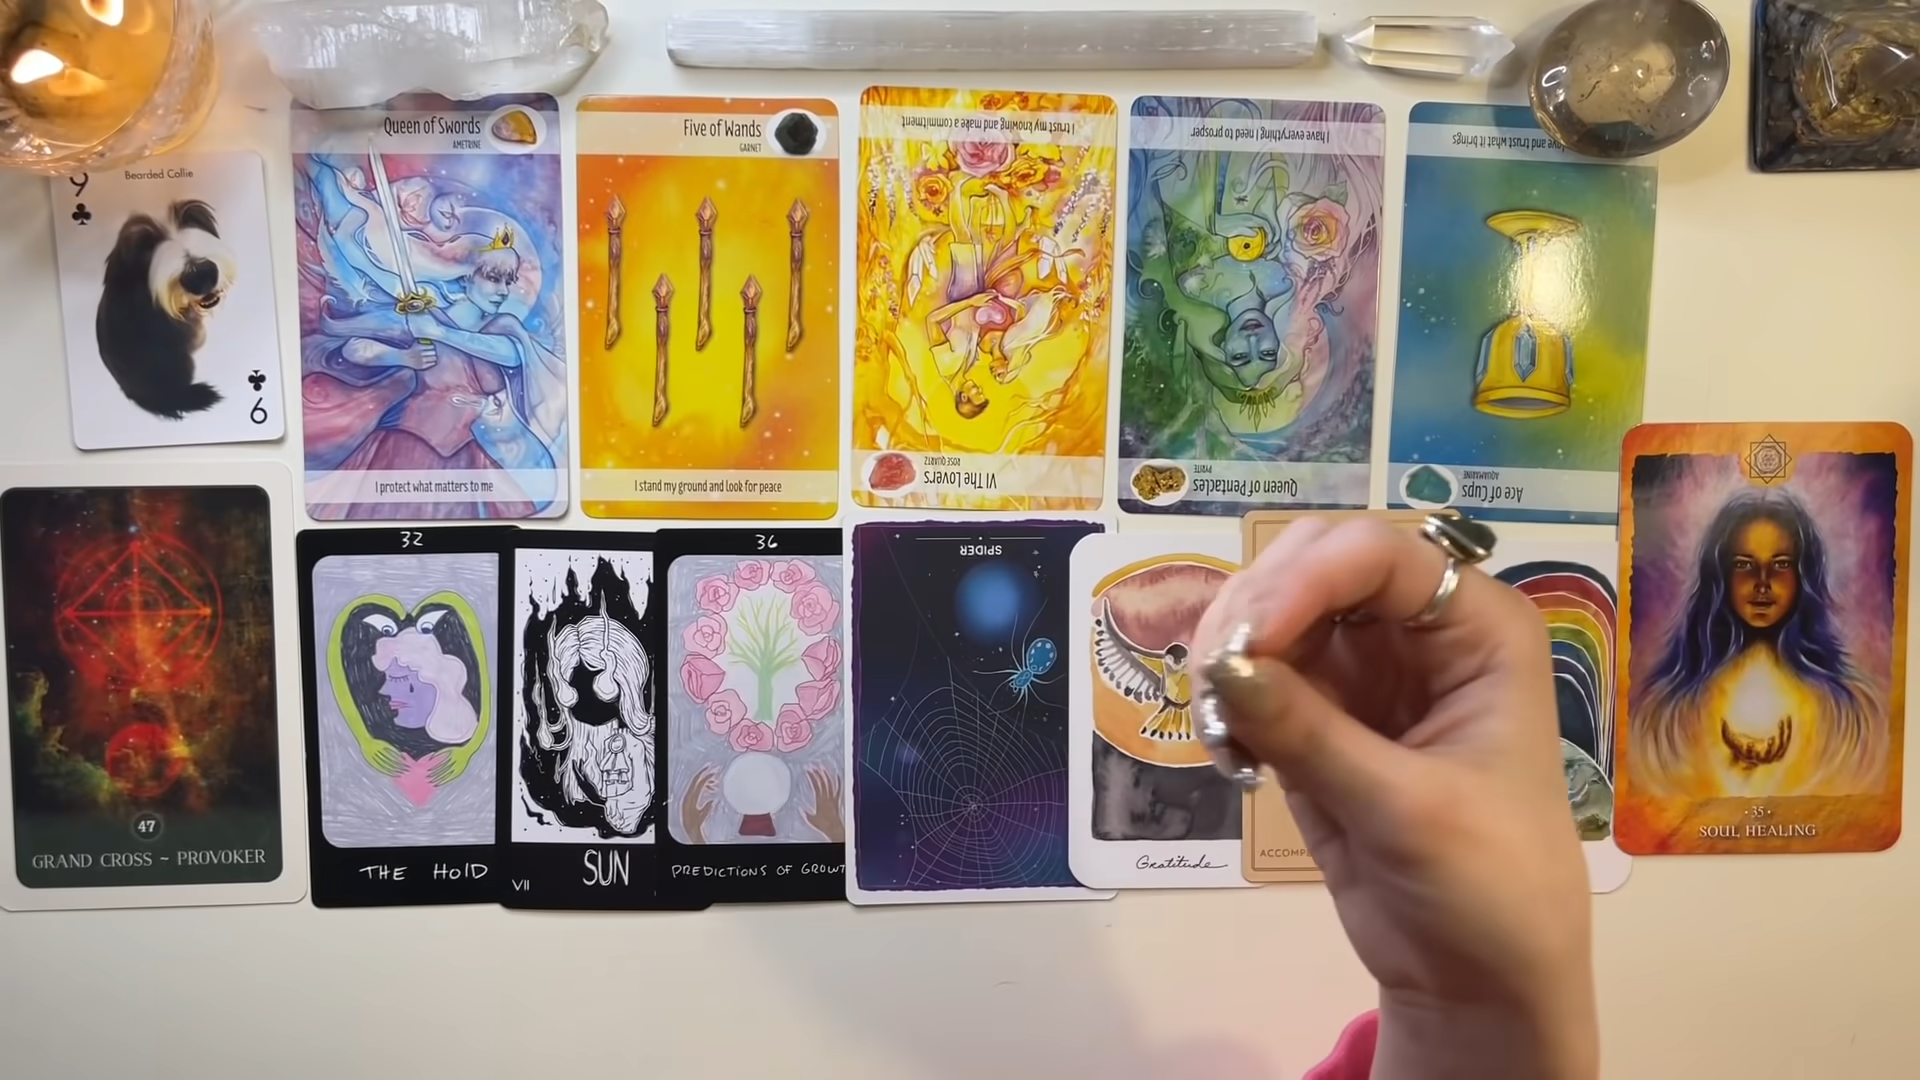 9
Bearded Collie
9
Queen of Swords
AMETRINE
I protect what matters to me
Five of Wands
GARNET
I stand my ground and look for peace
I trust my knowing and make a commitment
VI The Lovers
ROSE QUARTZ
I have everything I need to prosper
Queen of Pentacles
PYRITE
love and trust what it brings
Ace of Cups
AQUAMARINE
47
GRAND CROSS ~ PROVOKER
32
THE HOLD
VII
SUN
36
PREDICTIONS OF GROWT
SPIDER
Gratitude
ACCOMPL
·35·
SOUL HEALING